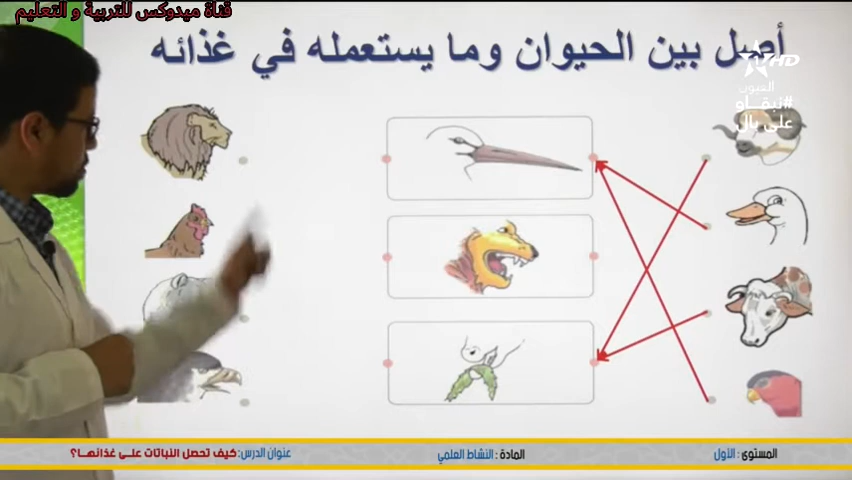 قناة ميدوكس للتربية و التعليم
أصل بين الحيوان وما يستعمله في غذائه
HD
العيون
#نبقاو
على بال
المستوى : الأول
المادة : النشاط العلمي
عنوان الدرس: كيف تحصل النباتات على غذائها؟